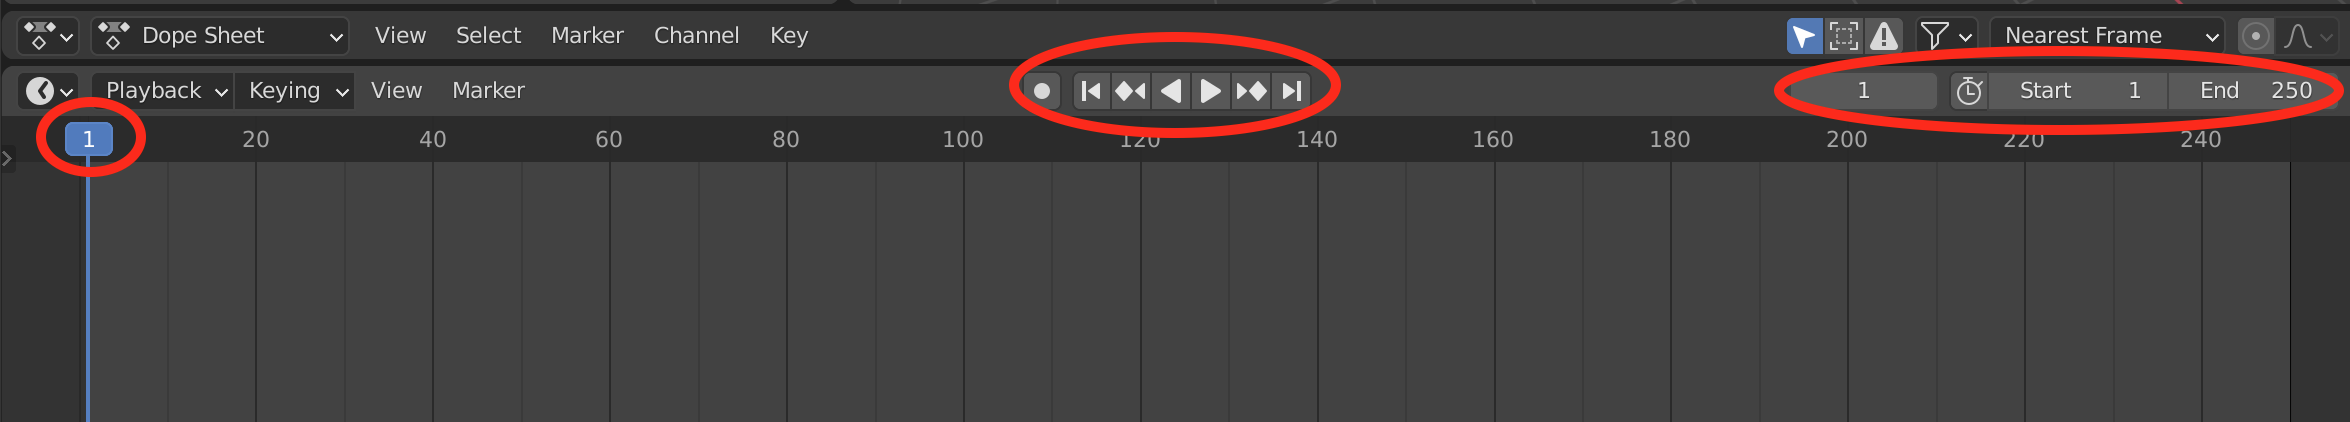 Dope Sheet View Select Marker Channel Key Nearest Frame
Playback Keying View Marker 1 Start 1 End 250
1 20 40 60 80 100 120 140 160 180 200 220 240